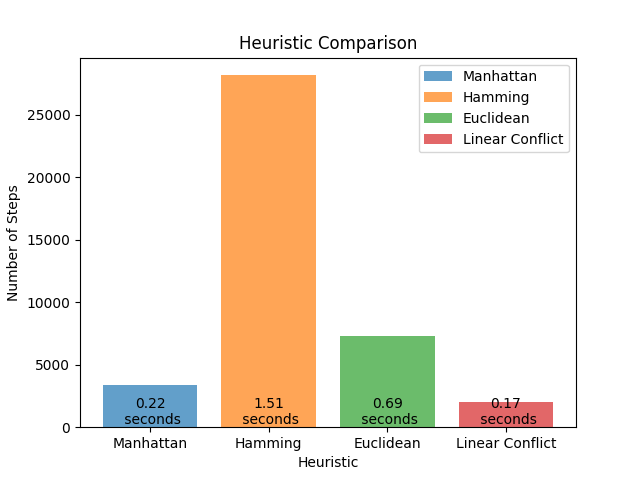 Heuristic Comparison
Manhattan
Hamming
Euclidean
Linear Conflict
Number of Steps
25000
20000
15000
10000
5000
0
0.22
seconds
1.51
seconds
0.69
seconds
0.17
seconds
Manhattan
Hamming
Euclidean
Linear Conflict
Heuristic